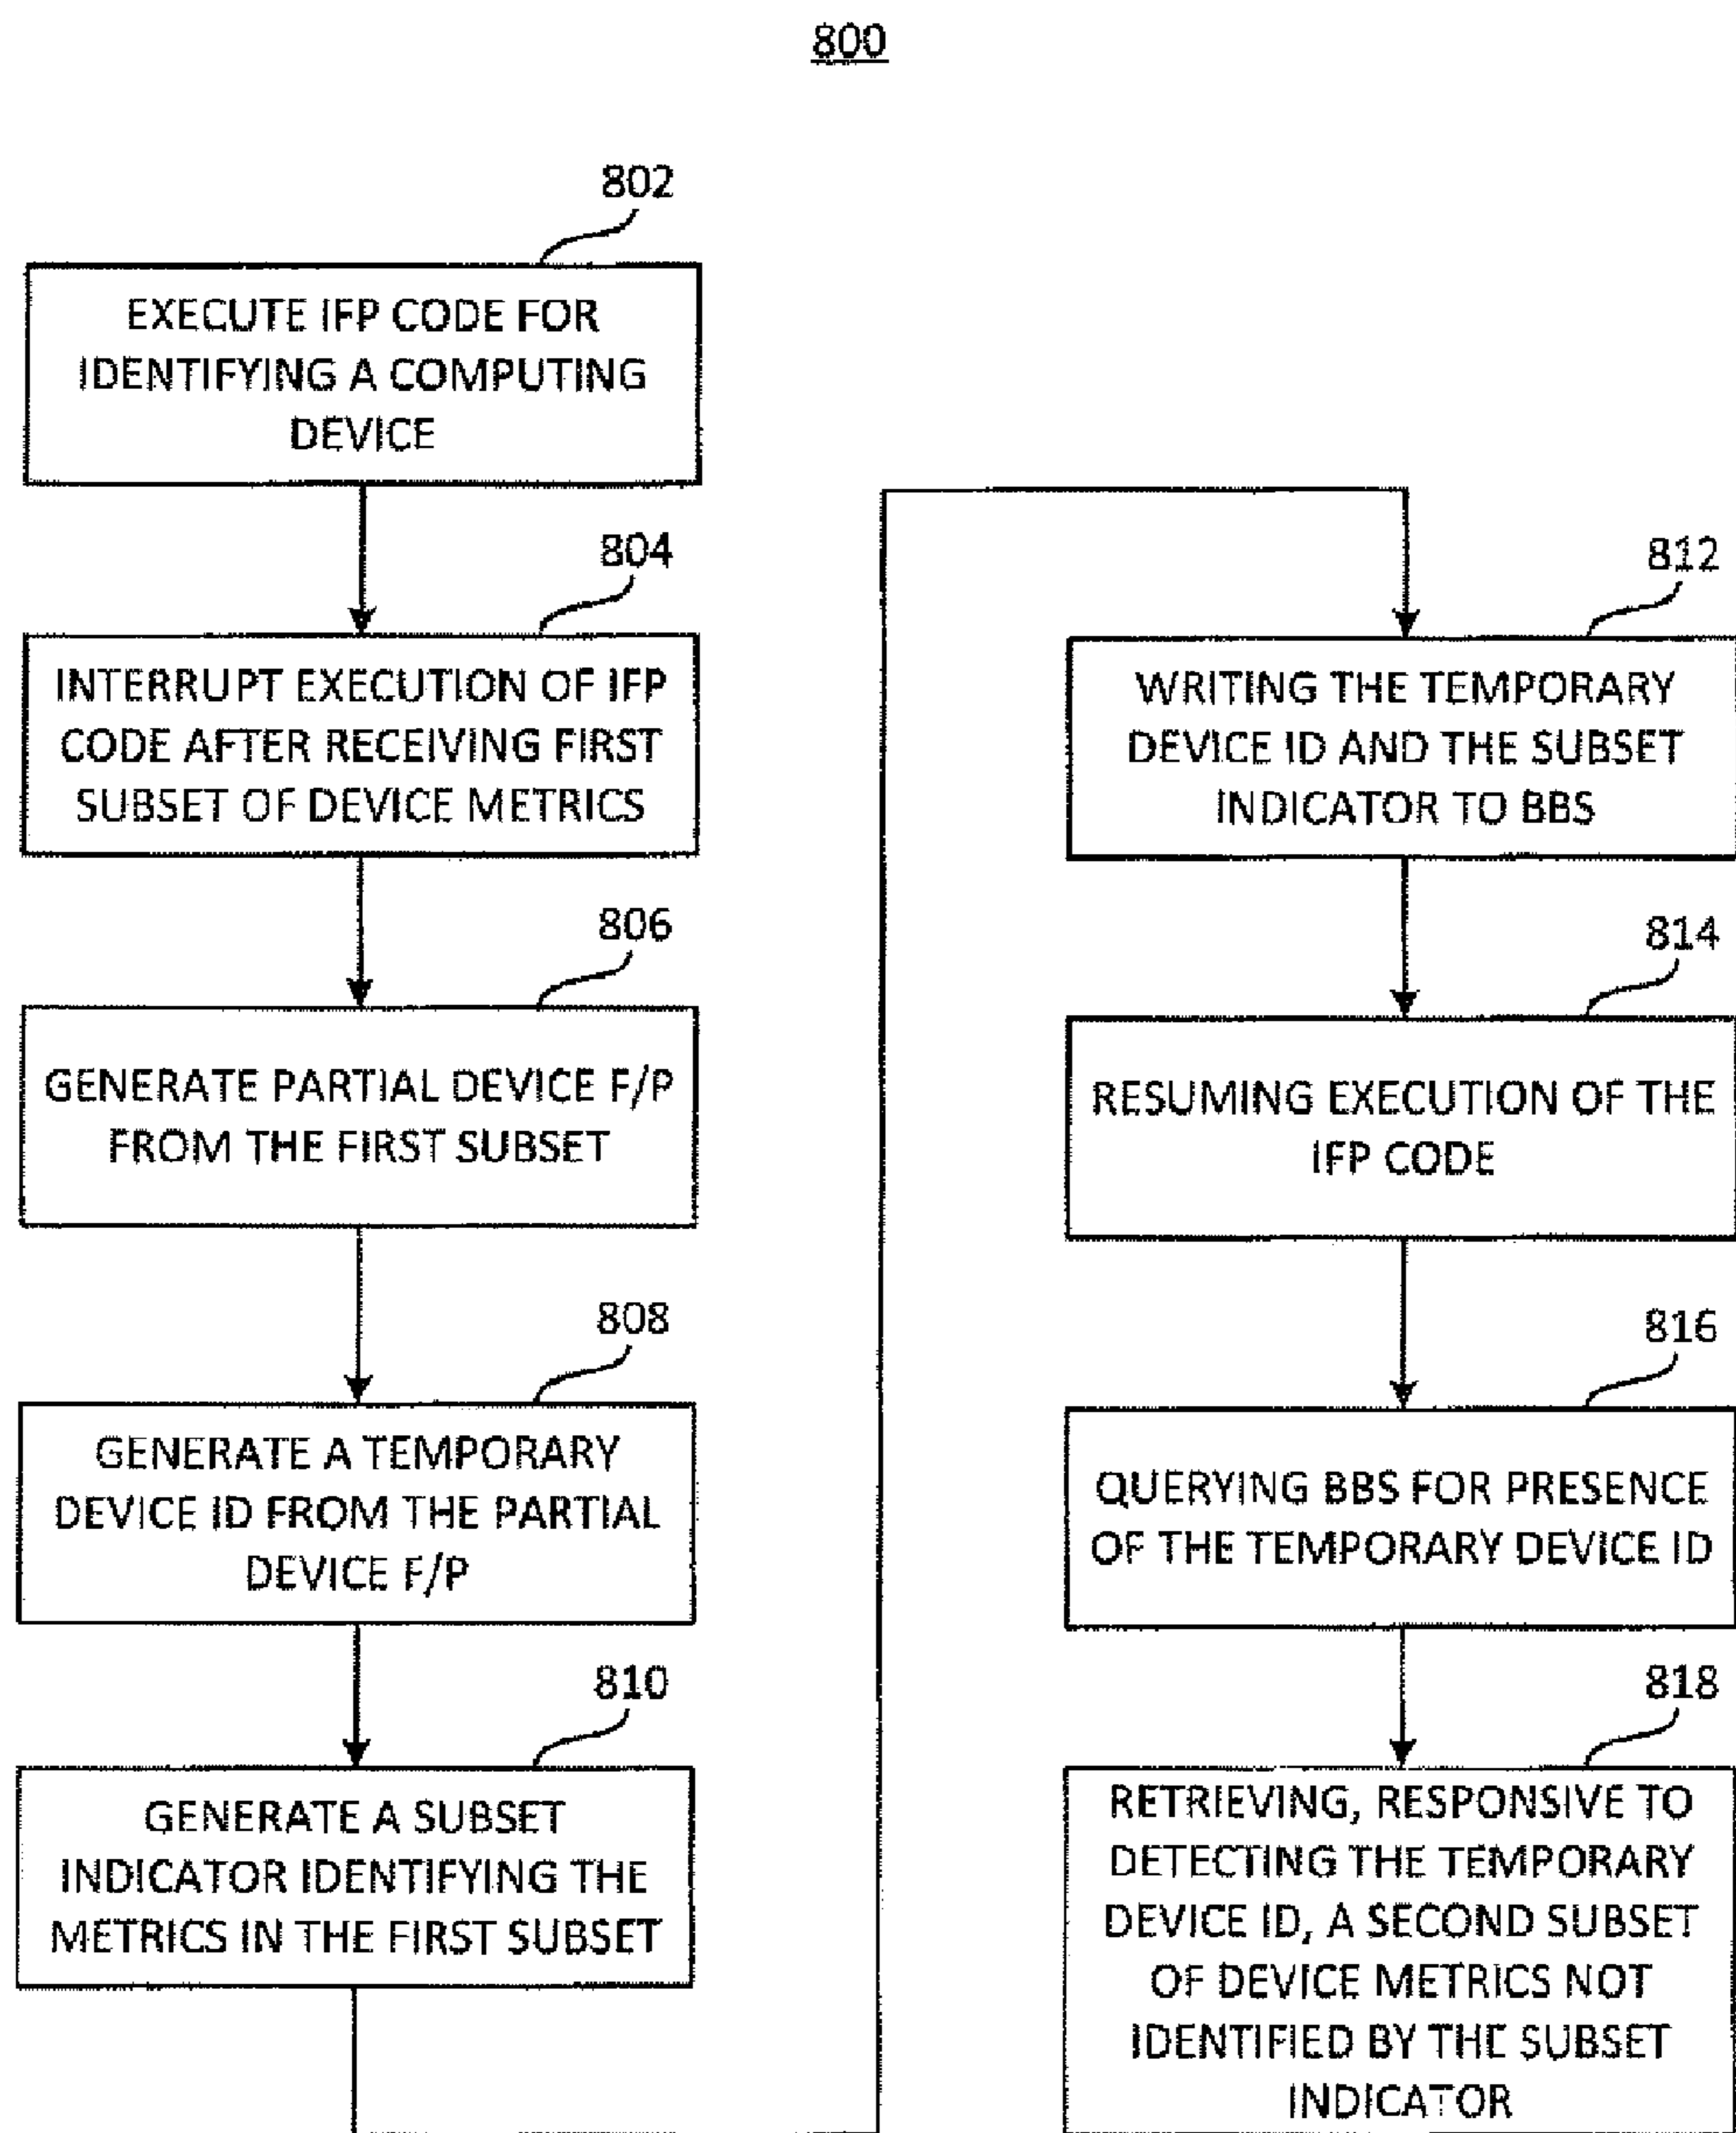 800
802
EXECUTE IFP CODE FOR
IDENTIFYING A COMPUTING
DEVICE
804
INTERRUPT EXECUTION OF IFP
CODE AFTER RECEIVING FIRST
SUBSET OF DEVICE METRICS
806
GENERATE PARTIAL DEVICE F/P
FROM THE FIRST SUBSET
808
GENERATE A TEMPORARY
DEVICE ID FROM THE PARTIAL
DEVICE F/P
810
GENERATE A SUBSET
INDICATOR IDENTIFYING THE
METRICS IN THE FIRST SUBSET
812
WRITING THE TEMPORARY
DEVICE ID AND THE SUBSET
INDICATOR TO BBS
814
RESUMING EXECUTION OF THE
IFP CODE
816
QUERYING BBS FOR PRESENCE
OF THE TEMPORARY DEVICE ID
818
RETRIEVING, RESPONSIVE TO
DETECTING THE TEMPORARY
DEVICE ID, A SECOND SUBSET
OF DEVICE METRICS NOT
IDENTIFIED BY THE SUBSET
INDICATOR